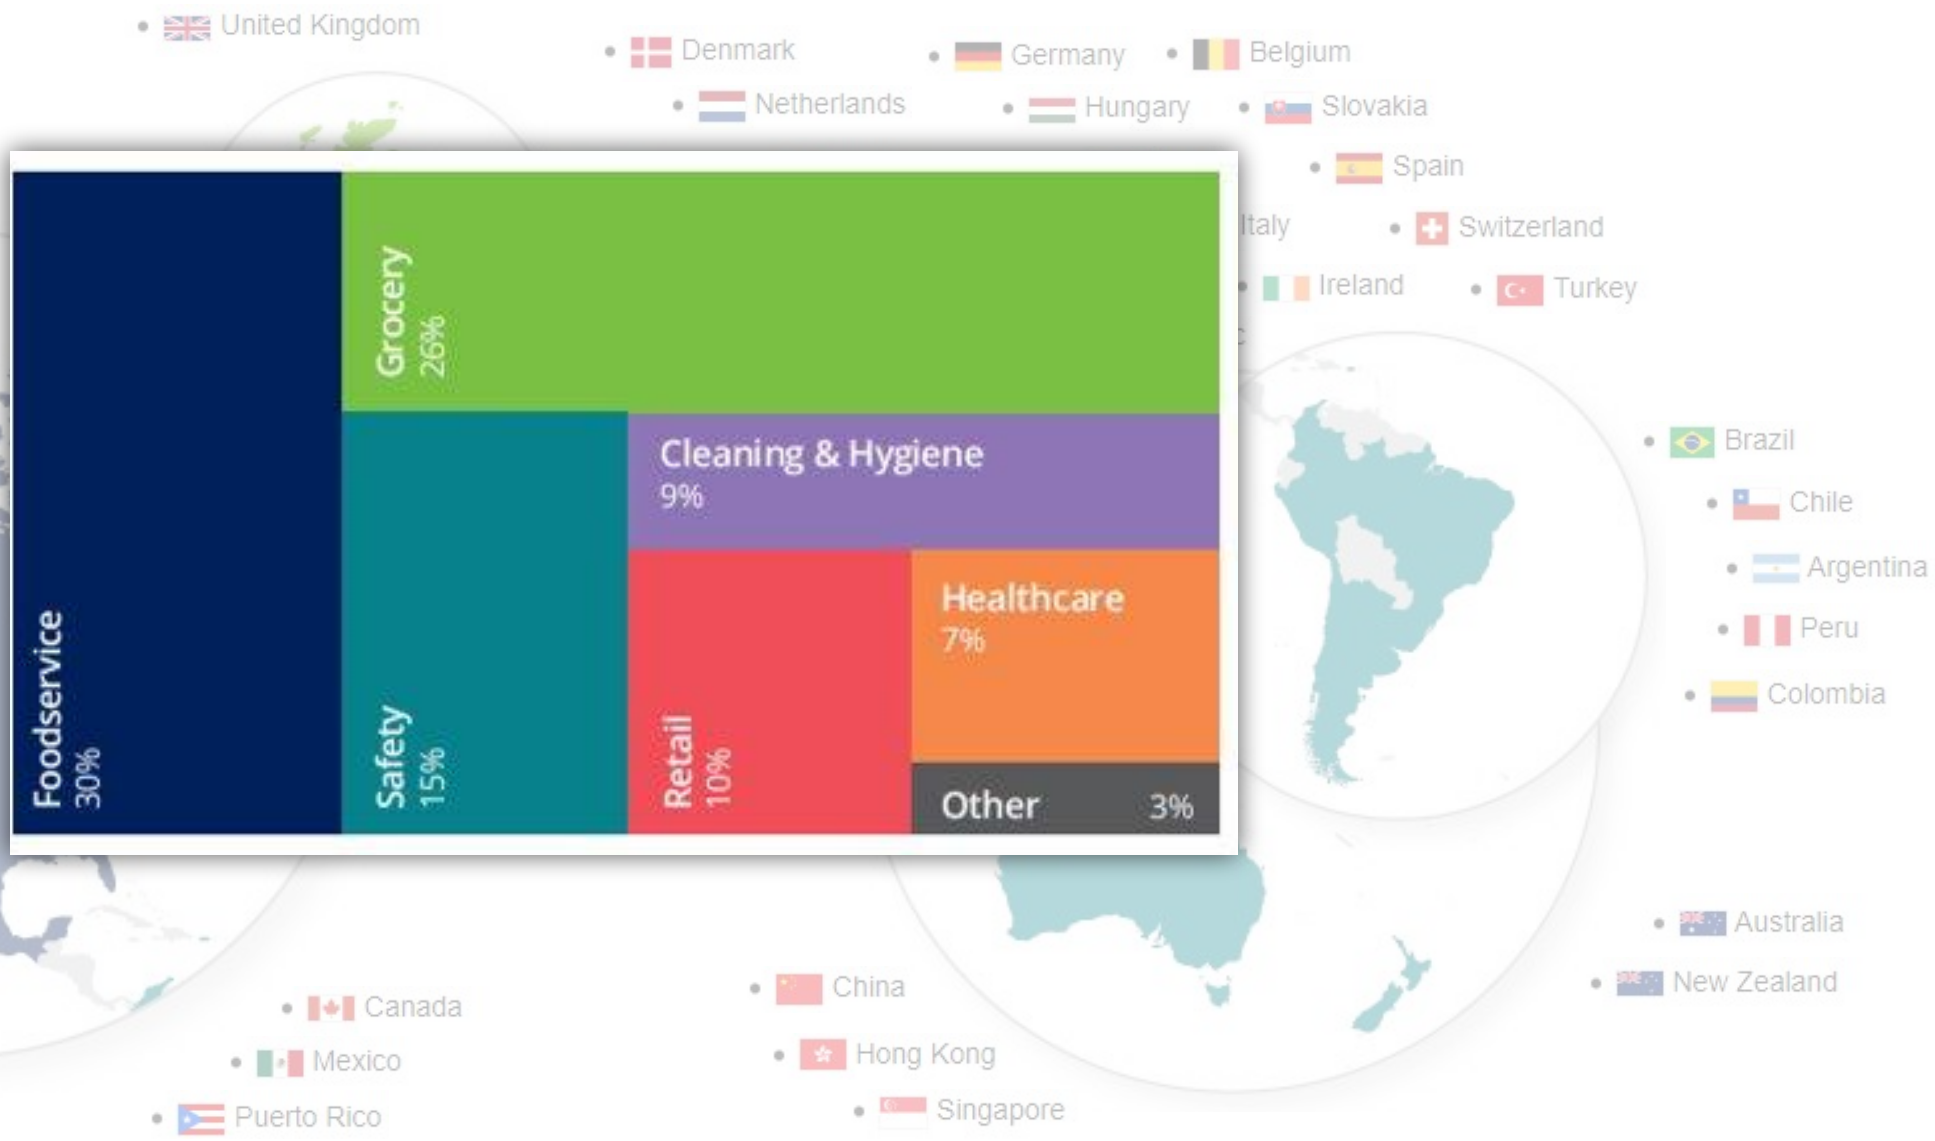 United Kingdom
Denmark
Germany
Belgium
Netherlands
Hungary
Slovakia
Spain
Italy
Switzerland
Ireland
Turkey
c
Foodservice
30%
Grocery
26%
Safety
15%
Cleaning & Hygiene
9%
Retail
10%
Healthcare
7%
Other 3%
Brazil
Chile
Argentina
Peru
Colombia
Australia
New Zealand
Canada
Mexico
Puerto Rico
China
Hong Kong
Singapore